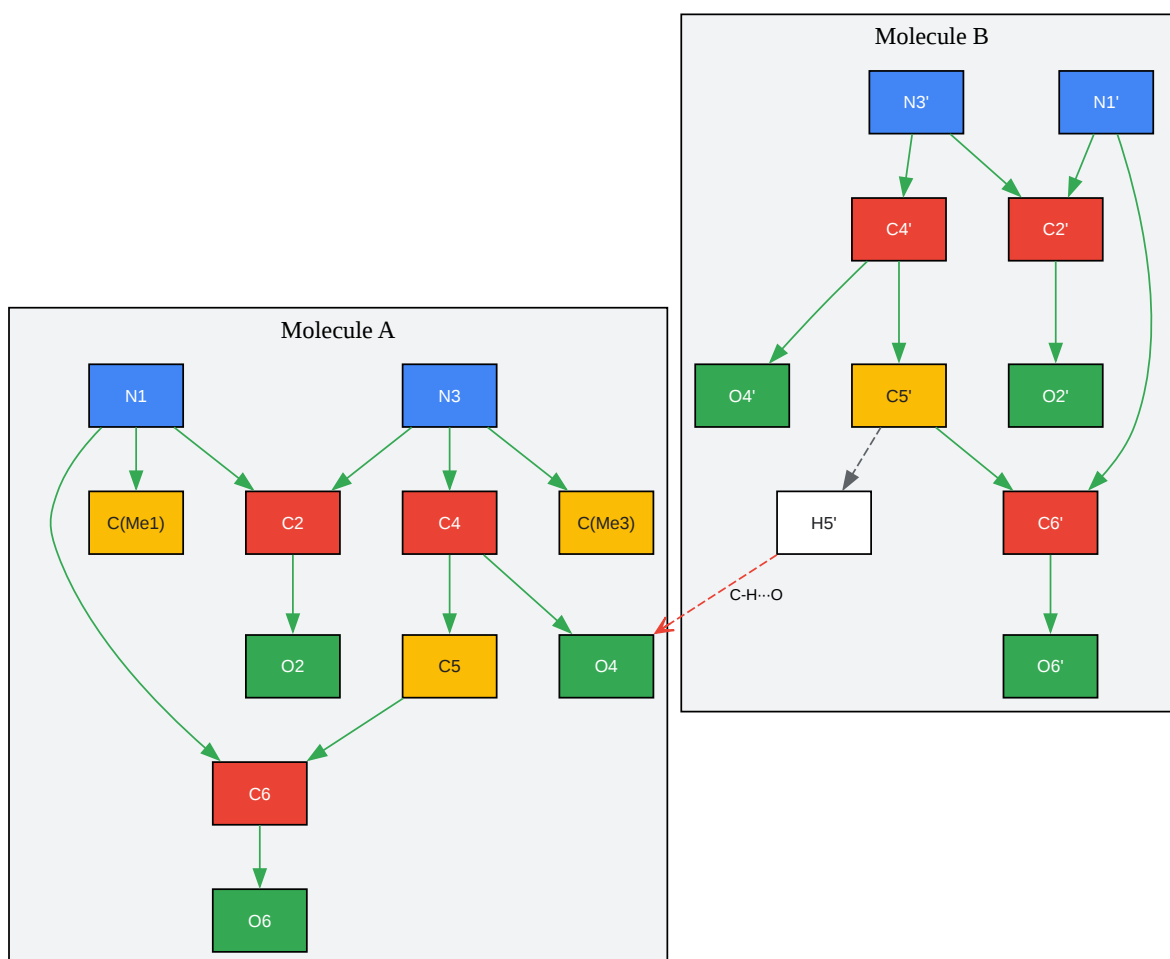 Molecule B
N3'
N1'
C4'
C2'
Molecule A
N1
N3
O4'
C5'
O2'
C(Me1)
C2
C4
C(Me3)
H5'
C6'
C-H···O
O2
C5
O4
O6'
C6
O6